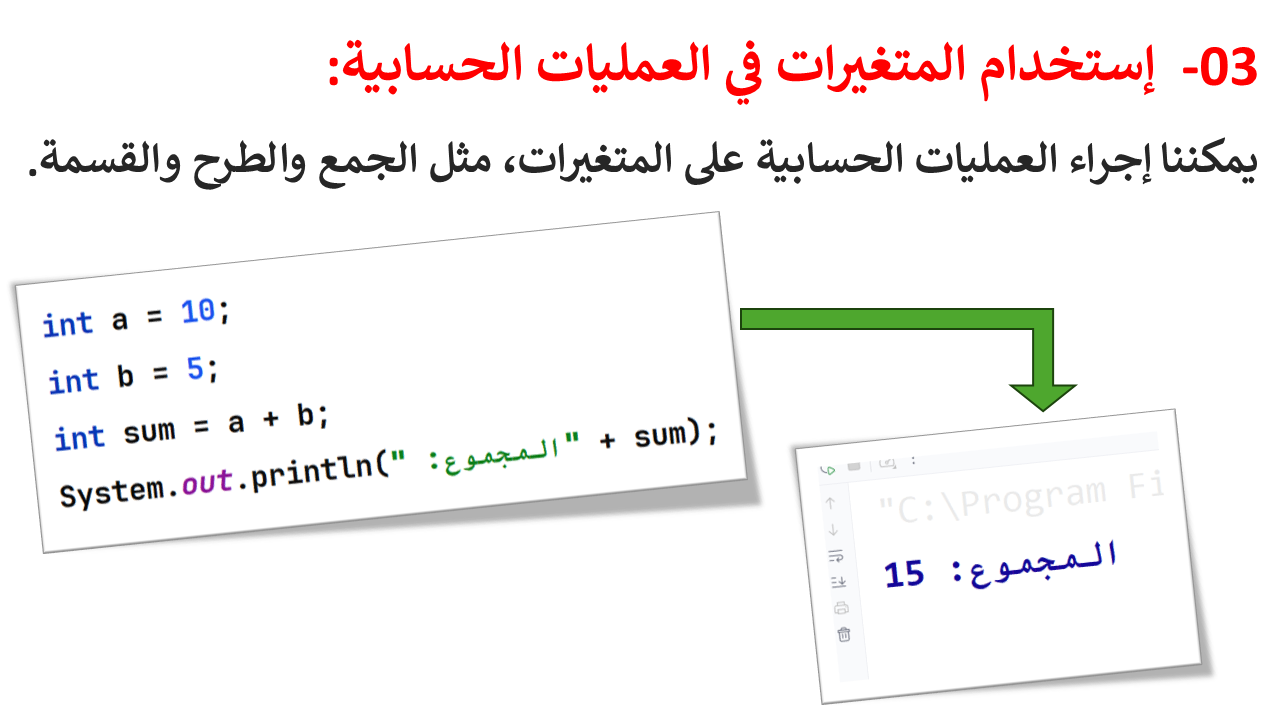 03- إستخدام المتغيرات في العمليات الحسابية:
يمكننا إجراء العمليات الحسابية على المتغيرات، مثل الجمع والطرح والقسمة.
int a = 10;
int b = 5;
int sum = a + b;
System.out.println("المجموع: " + sum);
"C:\Program Fi
المجموع: 15